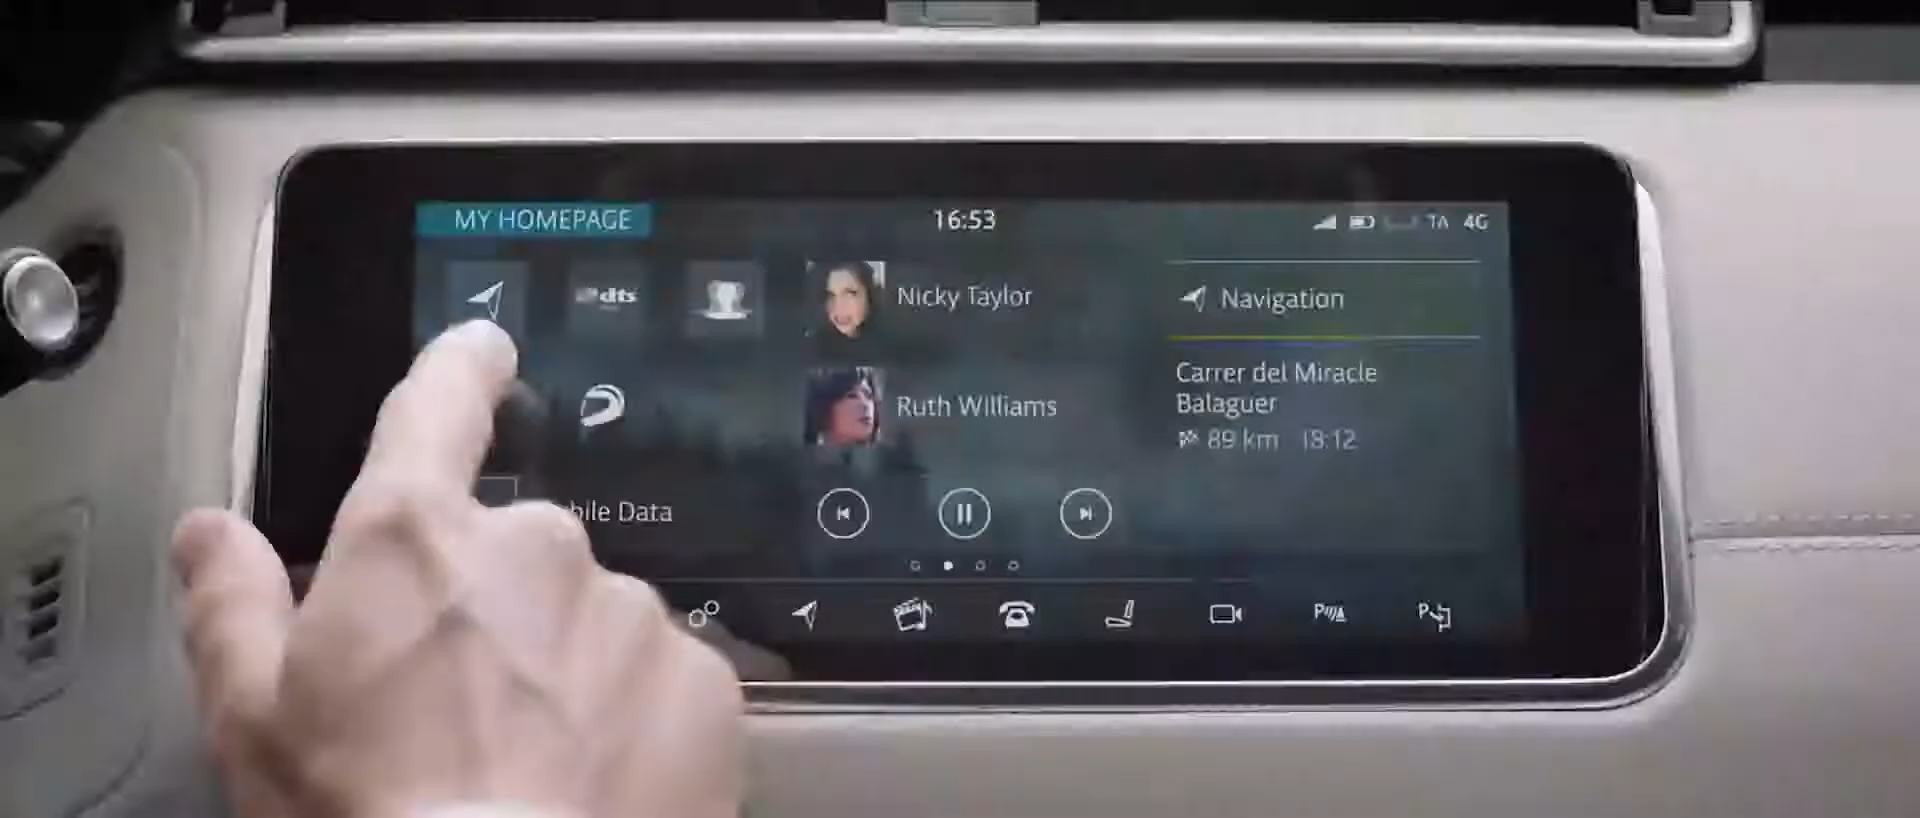 MY HOMEPAGE
16:53
TA 4G
dts
Nicky Taylor
Navigation
Ruth Williams
Carrer del Miracle
Balaguer
89 km 18:12
bile Data
P
P